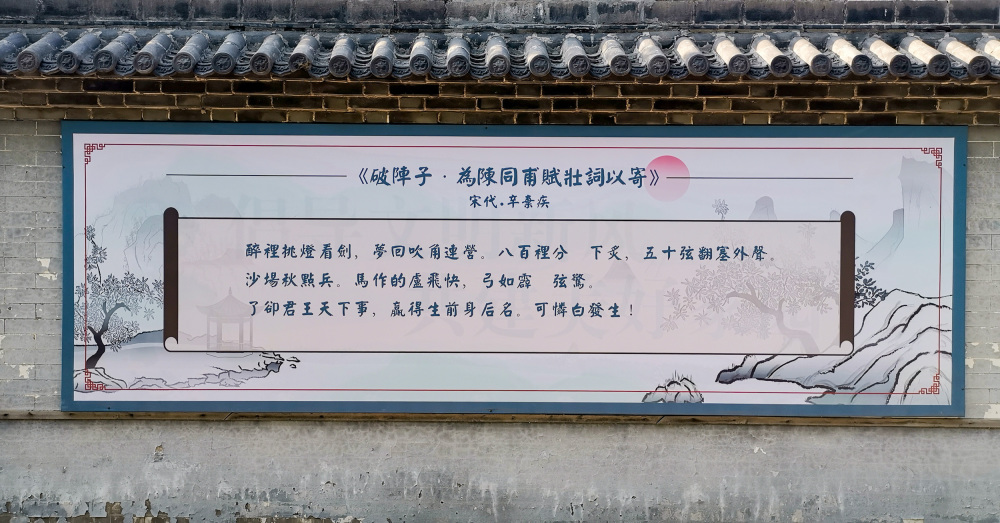 《破陣子·為陳同甫賦壯詞以寄》
宋代·辛棄疾
醉裡挑燈看劍，夢回吹角連營。八百裡分 下炙，五十弦翻塞外聲。
沙場秋點兵。馬作的盧飛快，弓如霹 弦驚。
了卻君王天下事，贏得生前身后名。可憐白發生！